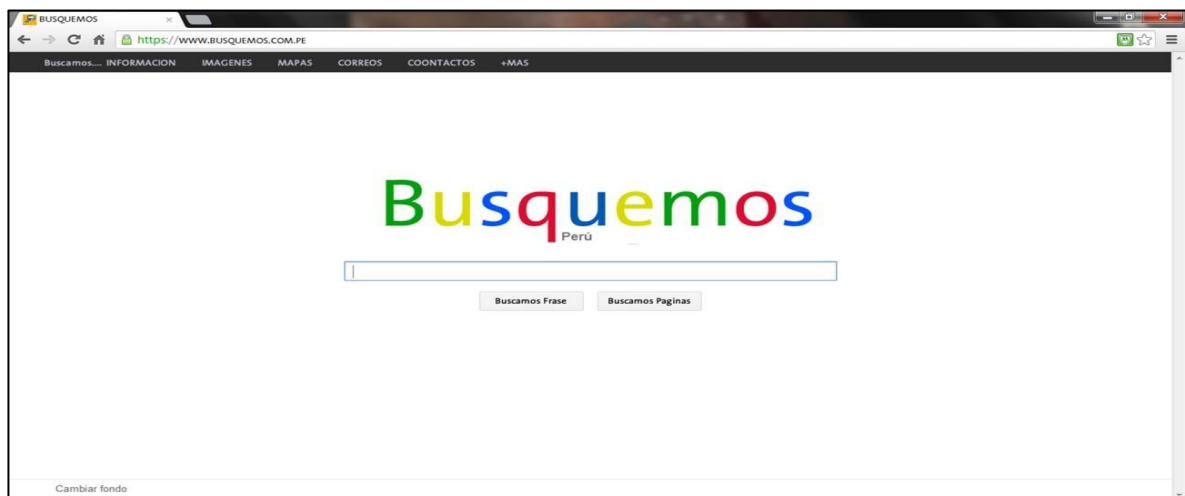 BUSQUEMOS
https://www.BUSQUEMOS.COM.PE
Buscamos.... INFORMACION IMAGENES MAPAS CORREOS COONTACTOS +MAS
Busquemos
Perú
Buscamos Frase Buscamos Paginas
Cambiar fondo